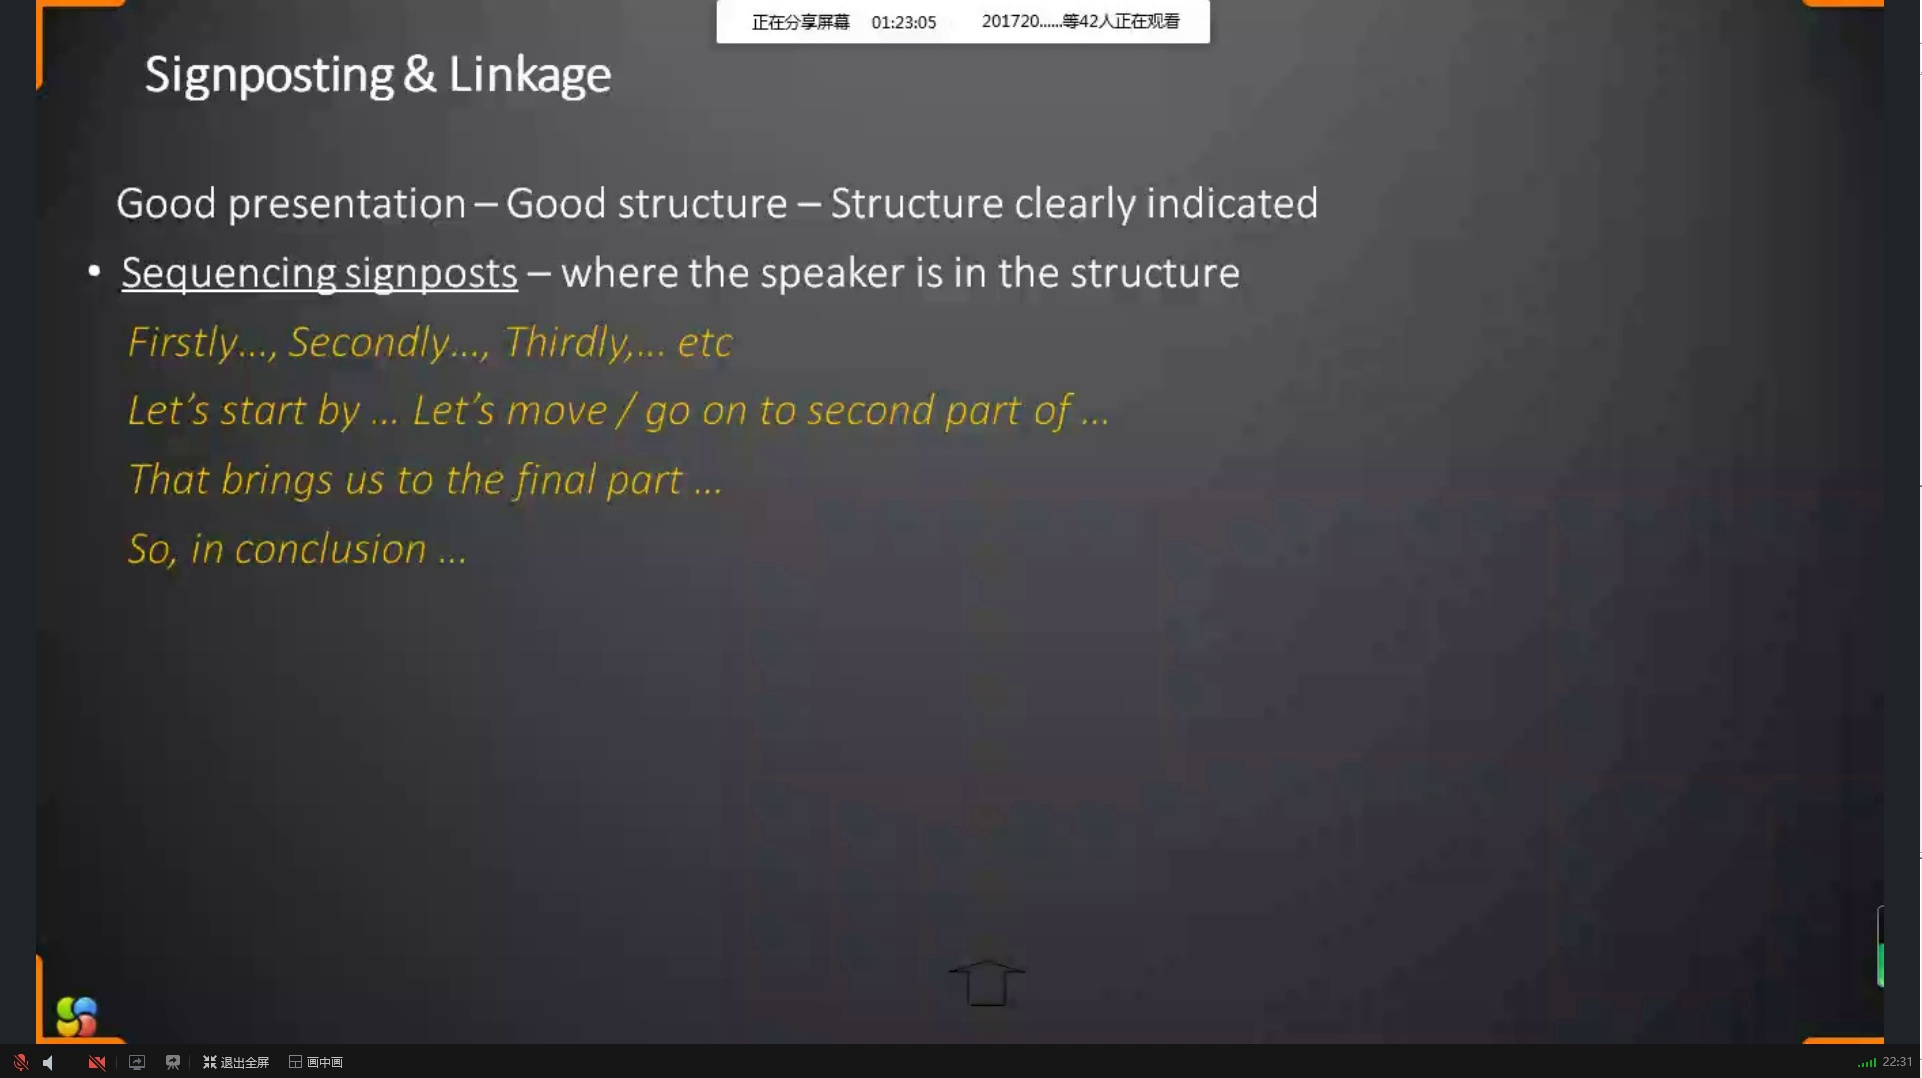 正在分享屏幕 01:23:05 201720......等42人正在观看
Signposting & Linkage
Good presentation – Good structure – Structure clearly indicated
• Sequencing signposts – where the speaker is in the structure
Firstly..., Secondly..., Thirdly,... etc
Let’s start by ... Let’s move / go on to second part of ...
That brings us to the final part ...
So, in conclusion ...
退出全屏 画中画 22:31